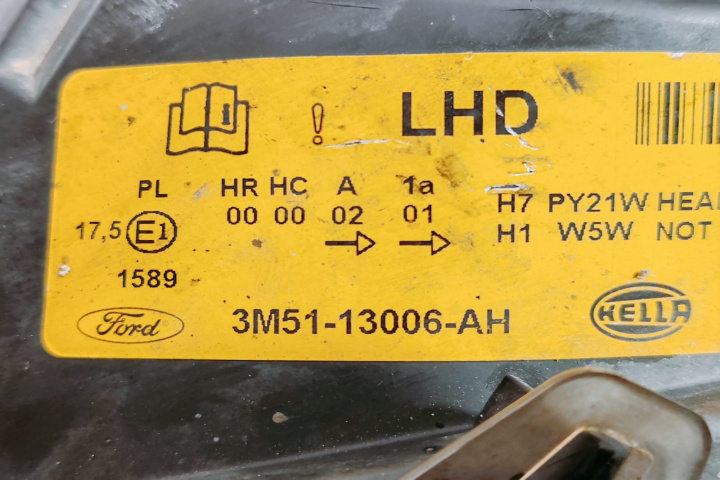 LHD
PL HR HC A 1a
00 00 02 01
17,5 E1
1589
H7 PY21W
H1 W5W NOT
Ford
3M51-13006-AH
HELLA